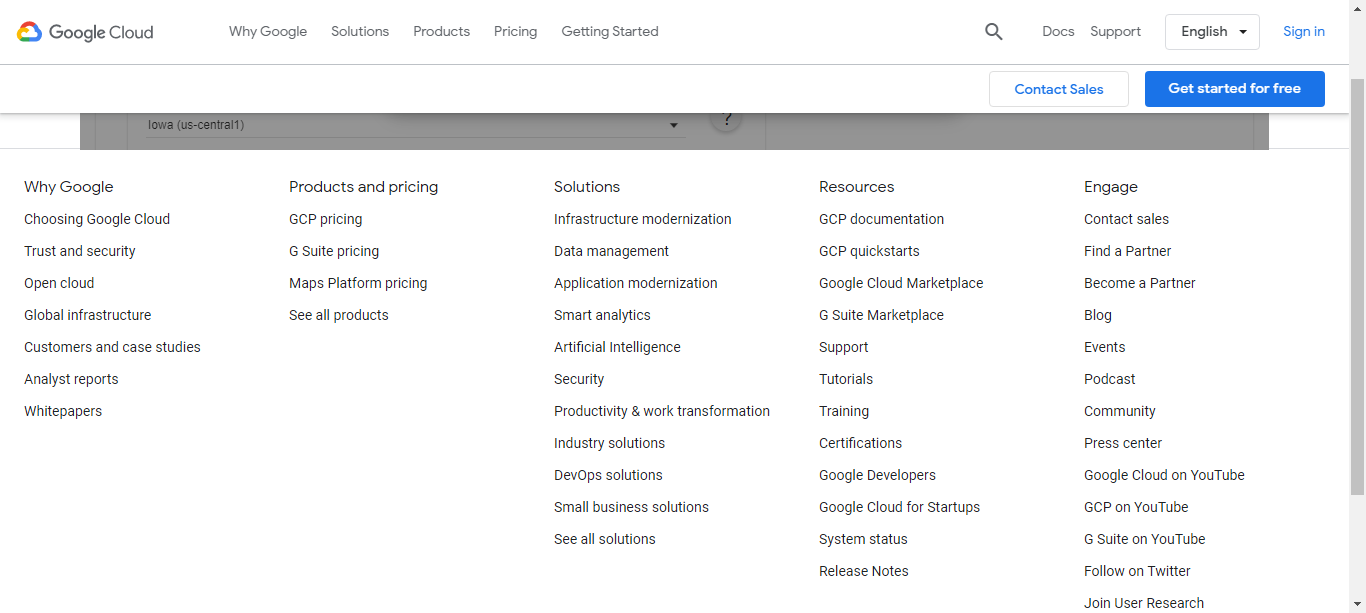 Google Cloud
Why Google
Solutions
Products
Pricing
Getting Started
Docs
Support
English
Sign in
Contact Sales
Get started for free
Iowa (us-central1)
?
Why Google
Choosing Google Cloud
Trust and security
Open cloud
Global infrastructure
Customers and case studies
Analyst reports
Whitepapers
Products and pricing
GCP pricing
G Suite pricing
Maps Platform pricing
See all products
Solutions
Infrastructure modernization
Data management
Application modernization
Smart analytics
Artificial Intelligence
Security
Productivity & work transformation
Industry solutions
DevOps solutions
Small business solutions
See all solutions
Resources
GCP documentation
GCP quickstarts
Google Cloud Marketplace
G Suite Marketplace
Support
Tutorials
Training
Certifications
Google Developers
Google Cloud for Startups
System status
Release Notes
Engage
Contact sales
Find a Partner
Become a Partner
Blog
Events
Podcast
Community
Press center
Google Cloud on YouTube
GCP on YouTube
G Suite on YouTube
Follow on Twitter
Join User Research